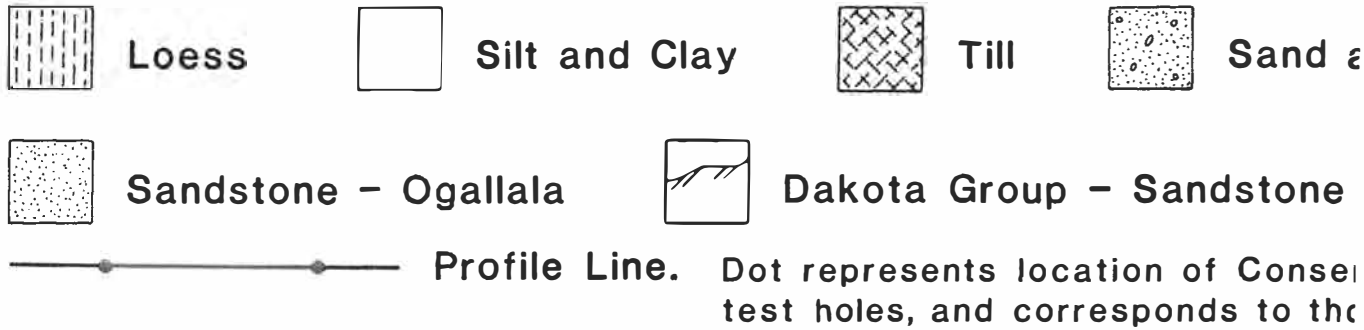 Loess Silt and Clay Till Sand
Sandstone - Ogallala Dakota Group - Sandstone
Profile Line. Dot represents location of
test holes, and corresponds to